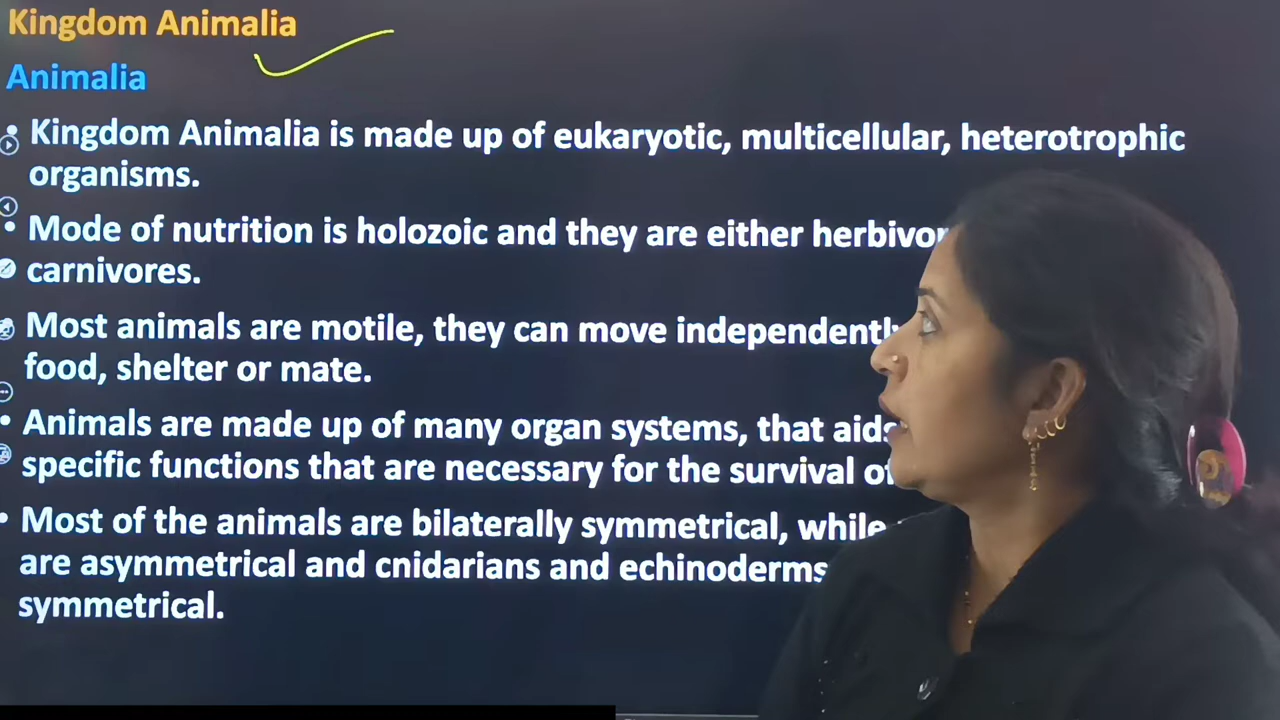 Kingdom Animalia
Animalia
• Kingdom Animalia is made up of eukaryotic, multicellular, heterotrophic
organisms.
• Mode of nutrition is holozoic and they are either
carnivores.
Most animals are motile, they can move
food, shelter or mate.
• Animals are made up of many organ systems, that aids
specific functions that are necessary for the survival
• Most of the animals are bilaterally symmetrical, while
are asymmetrical and cnidarians and echinoderms
symmetrical.